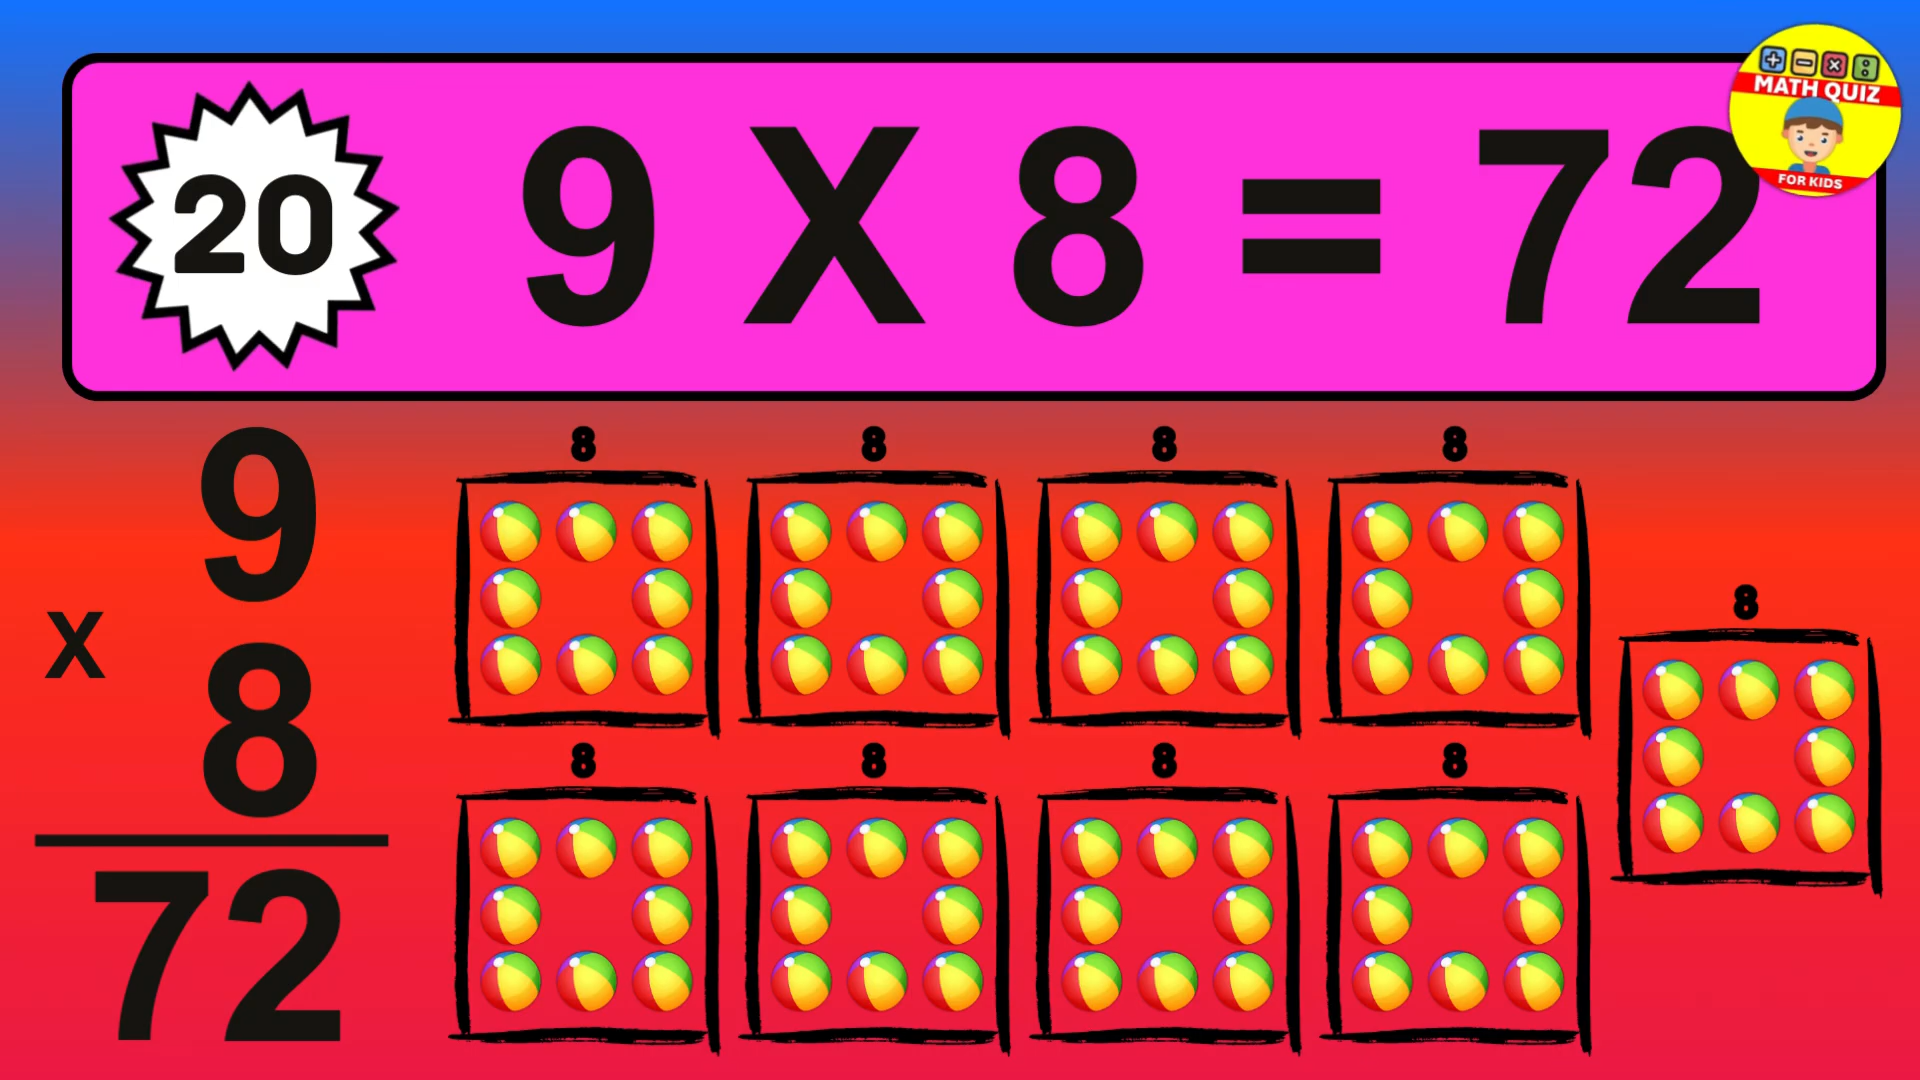 20 9 X 8 = 72
MATH QUIZ
FOR KIDS
9
X
8
72
8 8 8 8
8
8 8 8 8